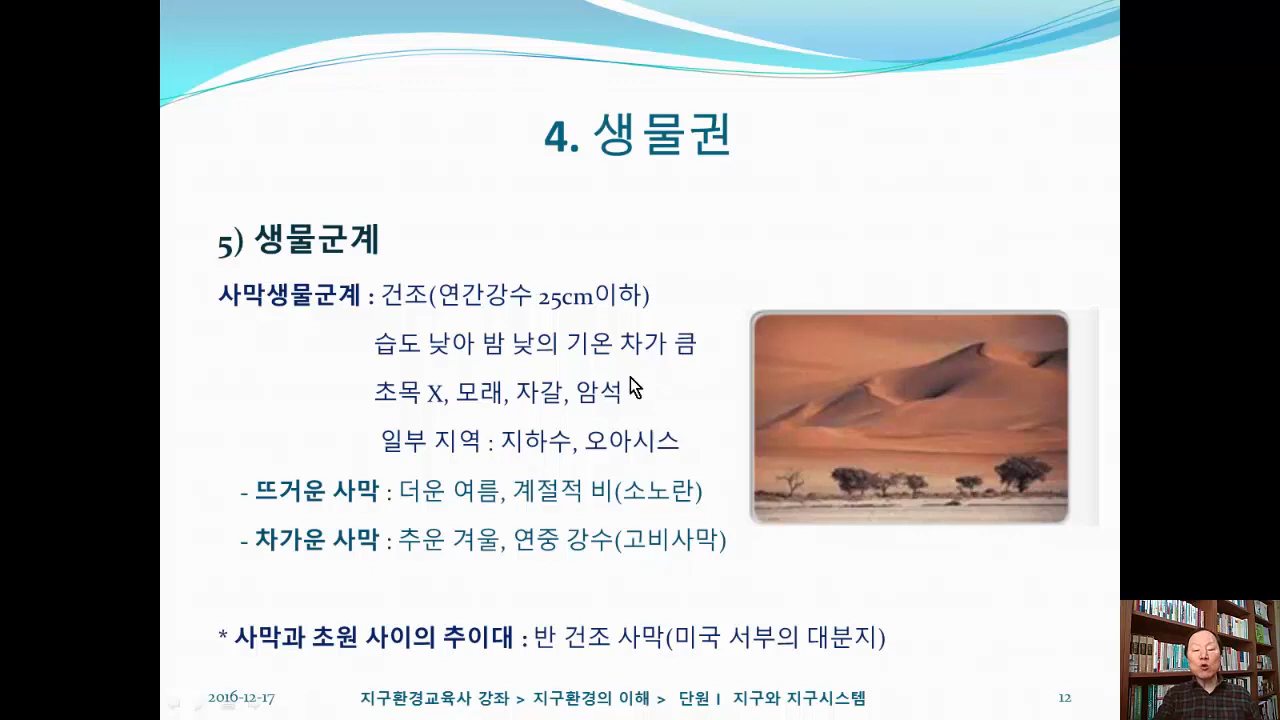 4. 생물권
5) 생물군계
사막생물군계 : 건조(연간강수 25cm이하)
습도 낮아 밤 낮의 기온 차가 큼
초목 X, 모래, 자갈, 암석
일부 지역 : 지하수, 오아시스
- 뜨거운 사막 : 더운 여름, 계절적 비(소노란)
- 차가운 사막 : 추운 겨울, 연중 강수(고비사막)
* 사막과 초원 사이의 추이대 : 반 건조 사막(미국 서부의 대분지)
2016-12-17 지구환경교육사 강좌 > 지구환경의 이해 > 단원 I 지구와 지구시스템 12